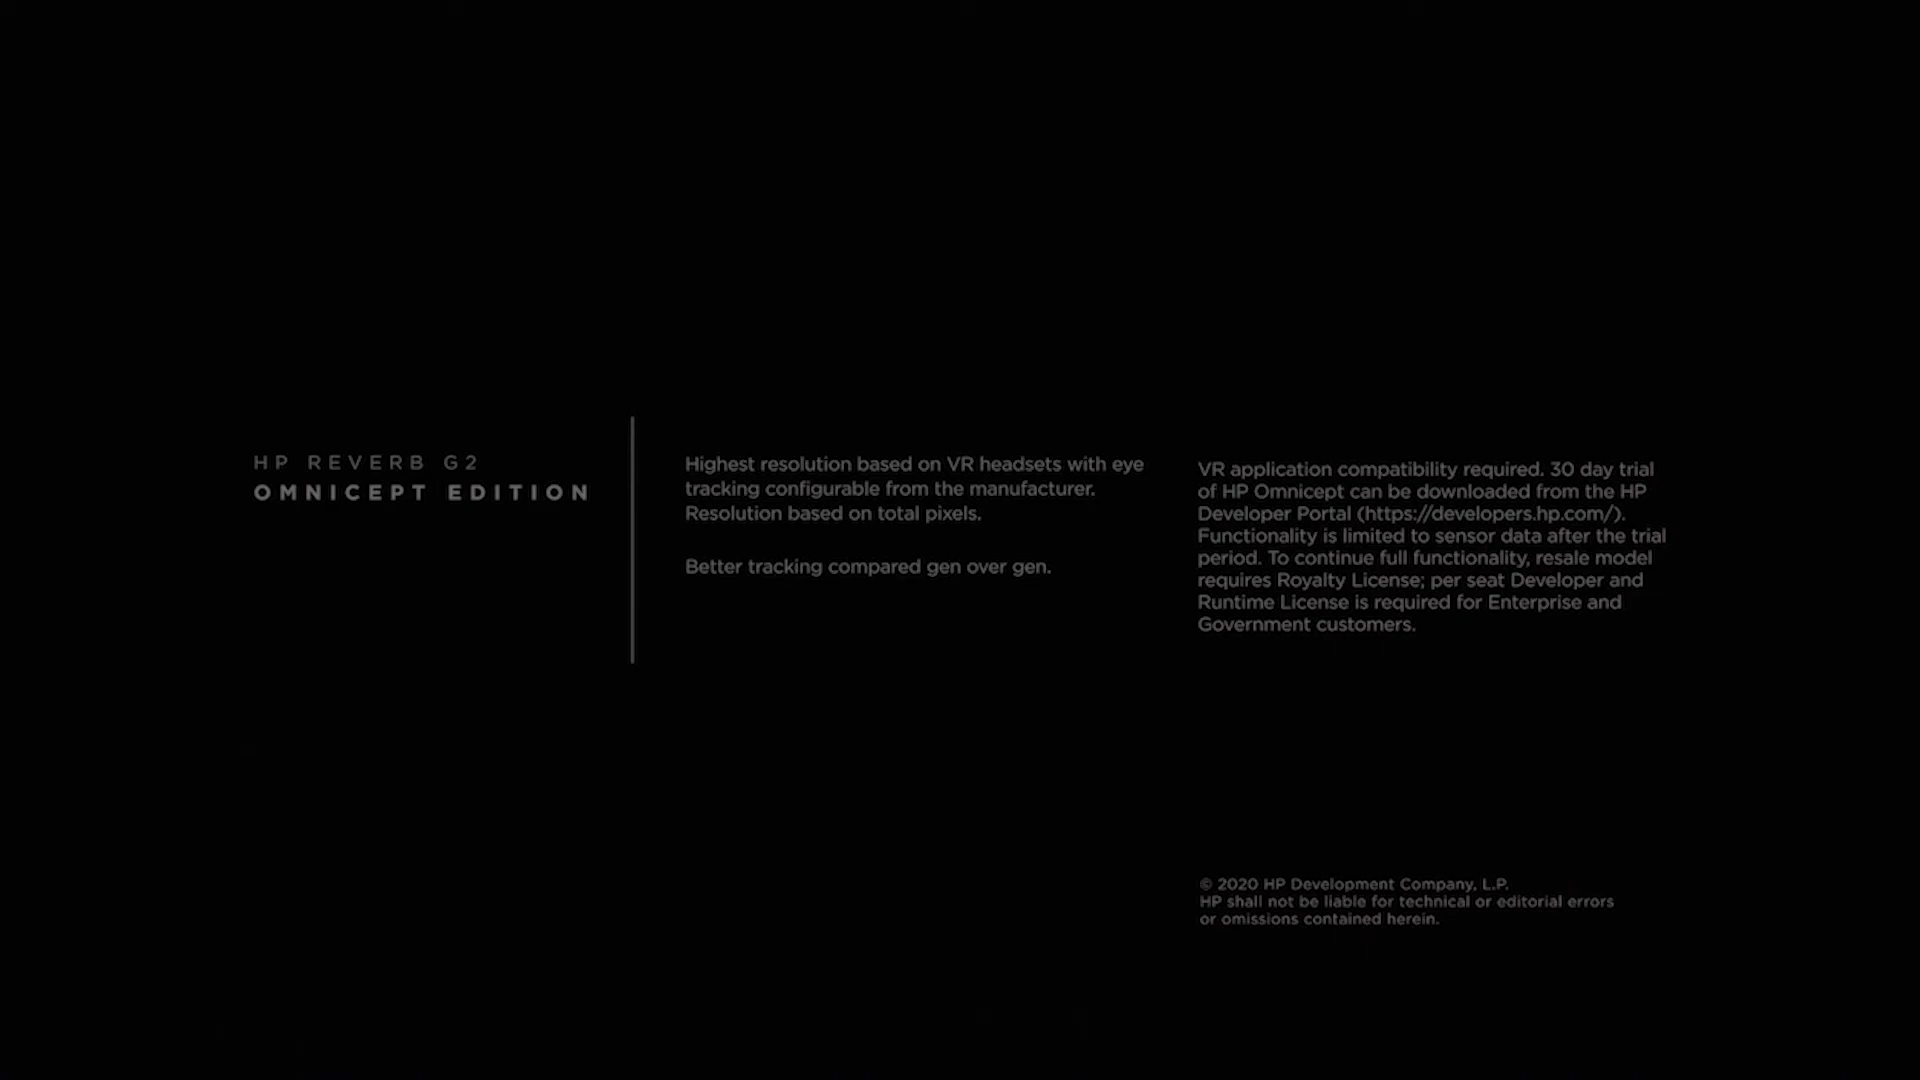 HP REVERB G2
OMNICEPT EDITION
Highest resolution based on VR headsets with eye
tracking configurable from the manufacturer.
Resolution based on total pixels.
Better tracking compared gen over gen.
VR application compatibility required. 30 day trial
of HP Omnicept can be downloaded from the HP
Developer Portal (https://developers.hp.com/).
Functionality is limited to sensor data after the trial
period. To continue full functionality, resale model
requires Royalty License; per seat Developer and
Runtime License is required for Enterprise and
Government customers.
© 2020 HP Development Company, L.P.
HP shall not be liable for technical or editorial errors
or omissions contained herein.